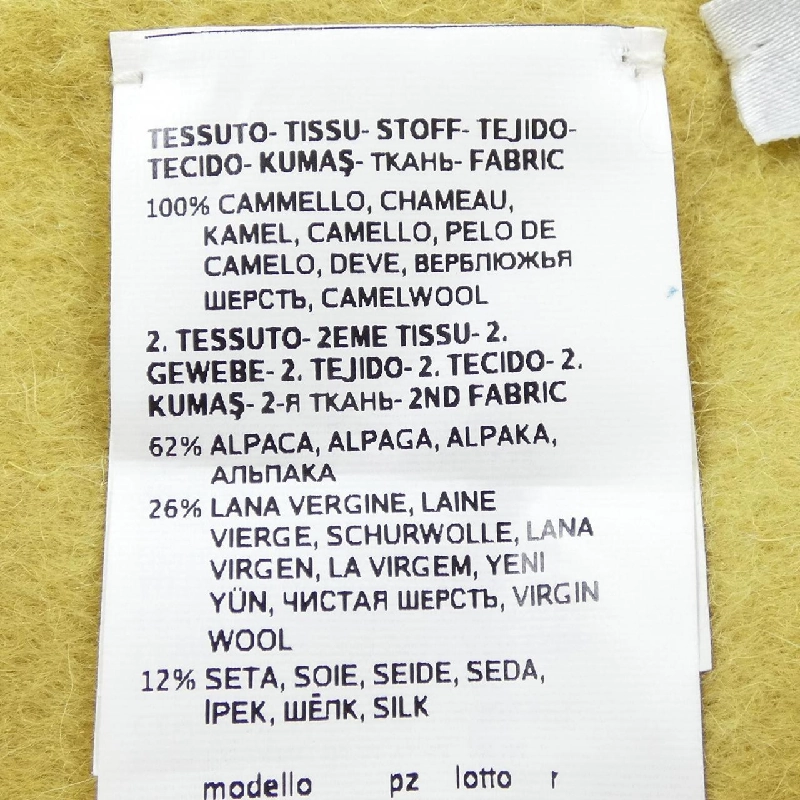 TESSUTO- TISSU- STOFF- TEJIDO-
TECIDO- KUMAŞ- ТКАНЬ- FABRIC
100% CAMMELLO, CHAMEAU,
KAMEL, CAMELLO, PELO DE
CAMELO, DEVE, ВЕРБЛЮЖЬЯ
ШЕРСТЬ, CAMELWOOL
2. TESSUTO- 2EME TISSU- 2.
GEWEBE- 2. TEJIDO- 2. TECIDO- 2.
KUMAŞ- 2-Я ТКАНЬ- 2ND FABRIC
62% ALPACA, ALPAGA, ALPAKA,
АЛЬПАКА
26% LANA VERGINE, LAINE
VIERGE, SCHURWOLLE, LANA
VIRGEN, LA VIRGEM, YENI
YÜN, ЧИСТАЯ ШЕРСТЬ, VIRGIN
WOOL
12% SETA, SOIE, SEIDE, SEDA,
İPEK, ШЁЛК, SILK
modello pz lotto